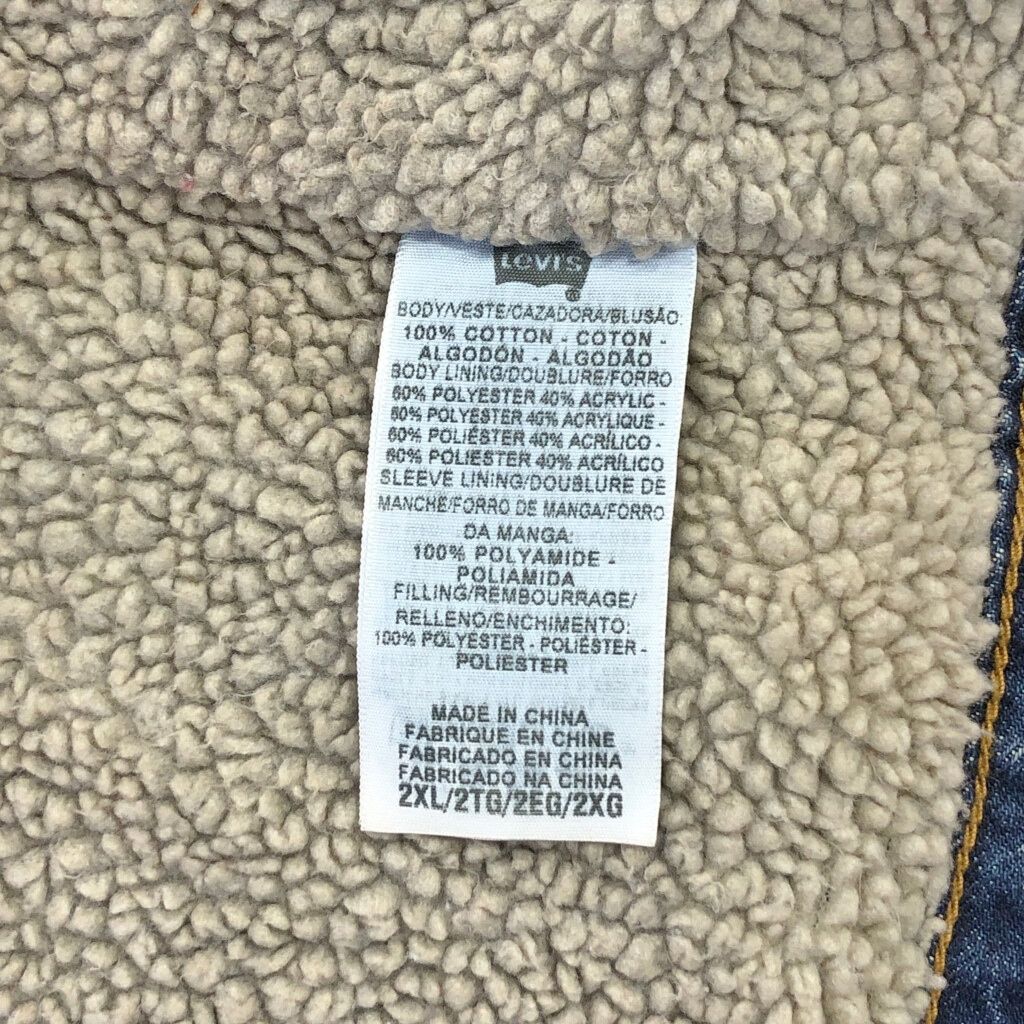 LEVI'S
®
BODY/VESTE/CAZADORA/BLUSÃO:
100% COTTON - COTON -
ALGODÓN - ALGODÃO
BODY LINING/DOUBLURE/FORRO
60% POLYESTER 40% ACRYLIC -
60% POLYESTER 40% ACRYLIQUE -
60% POLIÉSTER 40% ACRÍLICO -
60% POLIESTER 40% ACRÍLICO
SLEEVE LINING/DOUBLURE DE
MANCHE/FORRO DE MANGA/FORRO
DA MANGA:
100% POLYAMIDE -
POLIAMIDA
FILLING/REMBOURRAGE/
RELLENO/ENCHIMENTO:
100% POLYESTER - POLIÉSTER -
POLIESTER
MADE IN CHINA
FABRIQUE EN CHINE
FABRICADO EN CHINA
FABRICADO NA CHINA
2XL/2TG/2EG/2XG